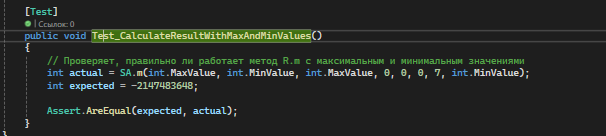 [Test]
| Ссылок: 0
public void Test_CalculateResultWithMaxAndMinValues()
{
// Проверяет, правильно ли работает метод R.m с максимальным и минимальным значениями
int actual = SA.m(int.MaxValue, int.MinValue, int.MaxValue, 0, 0, 0, 7, int.MinValue);
int expected = -2147483648;
Assert.AreEqual(expected, actual);
}